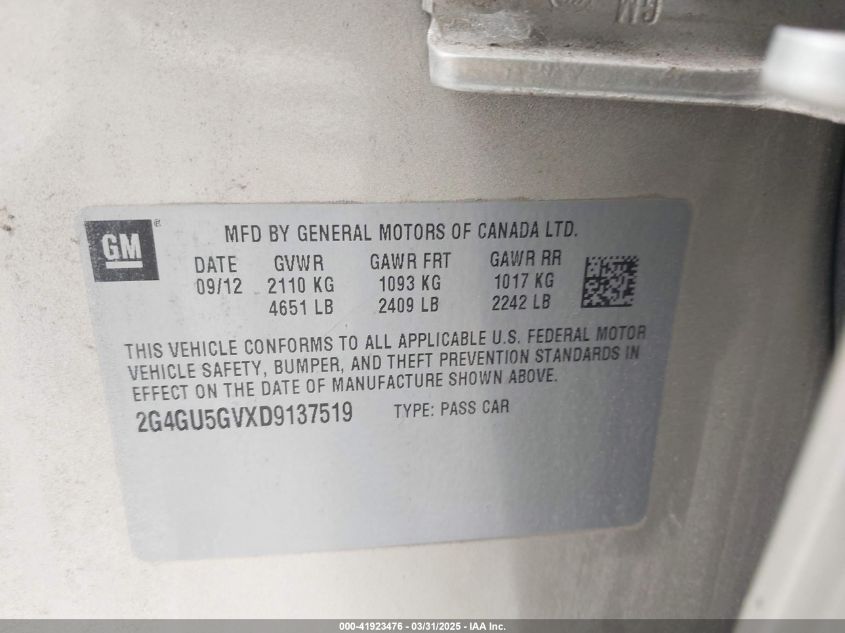 GM
GM
®
MFD BY GENERAL MOTORS OF CANADA LTD.
DATE GVWR GAWR FRT GAWR RR
09/12 2110 KG 1093 KG 1017 KG
4651 LB 2409 LB 2242 LB
THIS VEHICLE CONFORMS TO ALL APPLICABLE U.S. FEDERAL MOTOR
VEHICLE SAFETY, BUMPER, AND THEFT PREVENTION STANDARDS IN
EFFECT ON THE DATE OF MANUFACTURE SHOWN ABOVE.
2G4GU5GVXD9137519 TYPE: PASS CAR
000-41923476 - 03/31/2025 - IAA Inc.